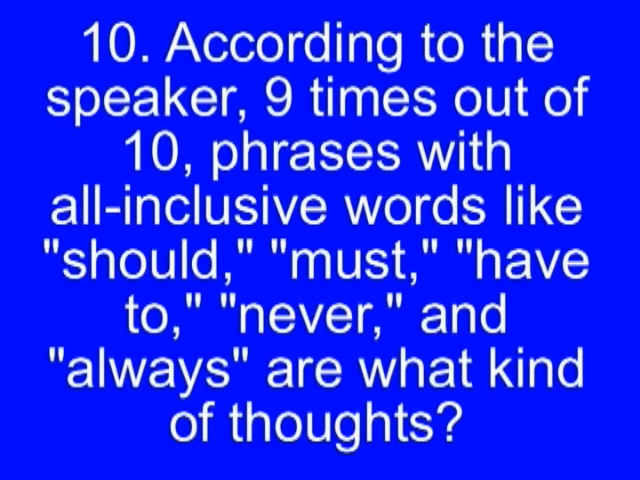 10. According to the
speaker, 9 times out of
10, phrases with
all-inclusive words like
"should," "must," "have
to," "never," and
"always" are what kind
of thoughts?